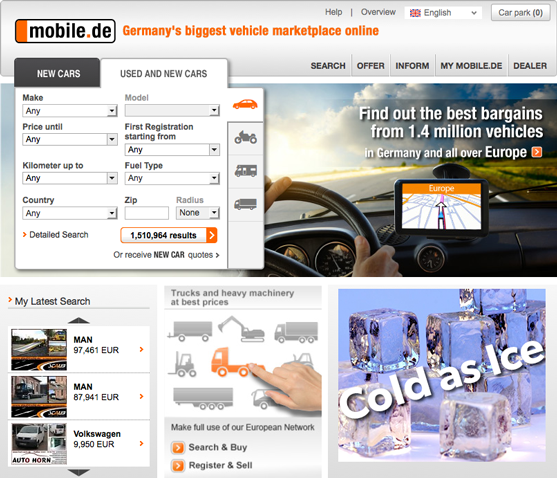 Help | Overview
English
Car park (0)
mobile.de
Germany's biggest vehicle marketplace online
SEARCH
OFFER
INFORM
MY MOBILE.DE
DEALER
NEW CARS
USED AND NEW CARS
Make
Model
Any
Any
Price until
First Registration
starting from
Any
Any
Kilometer up to
Fuel Type
Any
Any
Country
Zip
Radius
Any
None
Detailed Search
1,510,964 results
Or receive NEW CAR quotes
Find out the best bargains
from 1.4 million vehicles
in Germany and all over Europe
Europe
My Latest Search
MAN
97,461 EUR
MAN
87,941 EUR
Volkswagen
9,950 EUR
AUTO HORN
Trucks and heavy machinery
at best prices
Make full use of our European Network
Search & Buy
Register & Sell
Cold as Ice